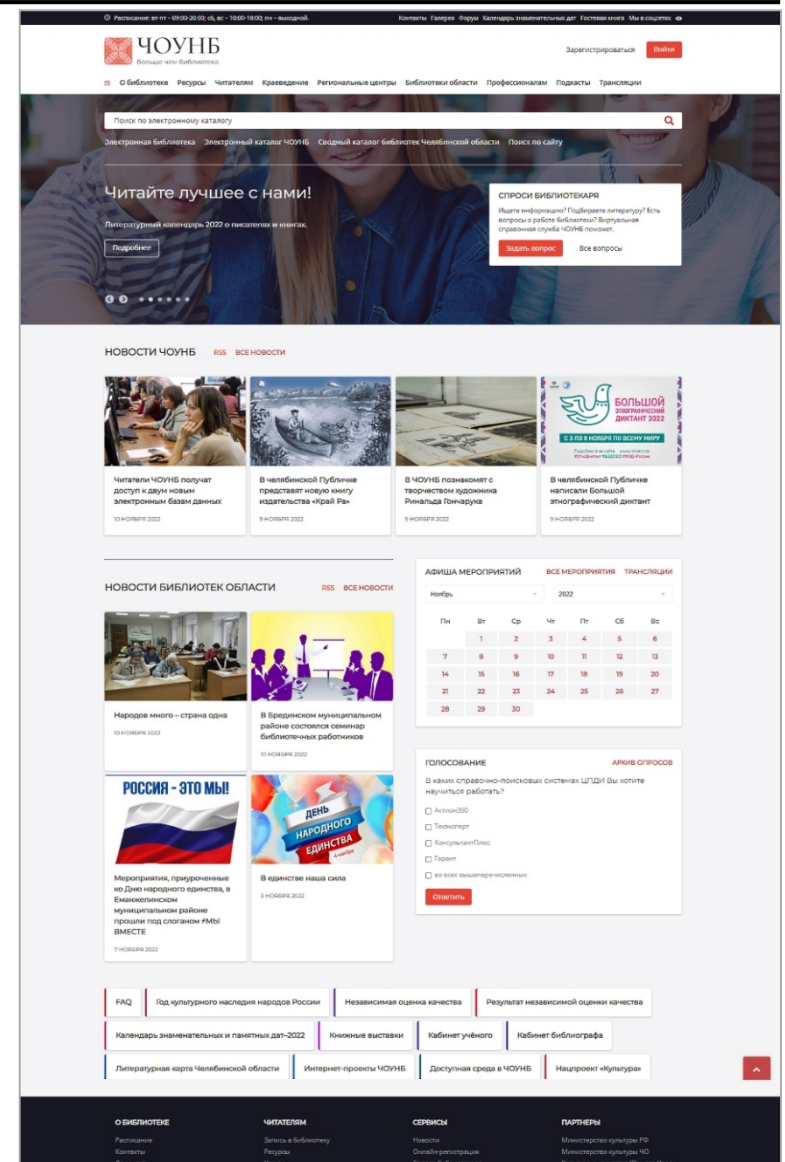 Расписание: вт-пт – 09:00-20:00; сб, вс – 10:00-18:00; пн – выходной.
Контакты Галерея Форум Календарь знаменательных дат Гостевая книга Мы в соцсетях
ЧОУНБ
больше чем библиотека
Зарегистрироваться Войти
О библиотеке Ресурсы Читателям Краеведение Региональные центры Библиотеки области Профессионалам Подкасты Трансляции
Поиск по электронному каталогу
Электронная библиотека Электронный каталог ЧОУНБ Сводный каталог библиотек Челябинской области Поиск по сайту
Читайте лучшее с нами!
Литературный календарь 2022 о писателях и книгах.
Подробнее
СПРОСИ БИБЛИОТЕКАРЯ
Ищете информацию? Подбираете литературу? Есть
вопросы о работе библиотеки? Виртуальная
справочная служба ЧОУНБ поможет.
Задать вопрос Все вопросы
НОВОСТИ ЧОУНБ RSS ВСЕ НОВОСТИ
БОЛЬШОЙ
ЭТНОГРАФИЧЕСКИЙ
ДИКТАНТ 2022
С 3 ПО 8 НОЯБРЯ ПО ВСЕМУ МИРУ
Читатели ЧОУНБ получат
доступ к двум новым
электронным базам данных
10 НОЯБРЯ 2022
В челябинской Публичке
представят новую книгу
издательства «Край Ра»
9 НОЯБРЯ 2022
В ЧОУНБ познакомят с
творчеством художника
Ринальда Гончарука
9 НОЯБРЯ 2022
В челябинской Публичке
написали Большой
этнографический диктант
9 НОЯБРЯ 2022
НОВОСТИ БИБЛИОТЕК ОБЛАСТИ RSS ВСЕ НОВОСТИ
Народов много – страна одна
10 НОЯБРЯ 2022
В Брединском муниципальном
районе состоялся семинар
библиотечных работников
10 НОЯБРЯ 2022
РОССИЯ - ЭТО МЫ!
Мероприятия, приуроченные
ко Дню народного единства, в
Еманжелинском
муниципальном районе
прошли под слоганом #МЫ
ВМЕСТЕ
7 НОЯБРЯ 2022
ДЕНЬ
НАРОДНОГО
ЕДИНСТВА
4 ноября
В единстве наша сила
3 НОЯБРЯ 2022
АФИША МЕРОПРИЯТИЙ ВСЕ МЕРОПРИЯТИЯ ТРАНСЛЯЦИИ
Ноябрь 2022
Пн Вт Ср Чт Пт Сб Вс
1 2 3 4 5 6
7 8 9 10 11 12 13
14 15 16 17 18 19 20
21 22 23 24 25 26 27
28 29 30
ГОЛОСОВАНИЕ АРХИВ ОПРОСОВ
В каких справочно-поисковых системах ЦПДИ Вы хотите
научиться работать?
Актион360
Техэксперт
КонсультантПлюс
Гарант
во всех вышеперечисленных
Ответить
FAQ Год культурного наследия народов России Независимая оценка качества Результат независимой оценки качества
Календарь знаменательных и памятных дат–2022 Книжные выставки Кабинет учёного Кабинет библиографа
Литературная карта Челябинской области Интернет-проекты ЧОУНБ Доступная среда в ЧОУНБ Нацпроект «Культура»
О БИБЛИОТЕКЕ ЧИТАТЕЛЯМ СЕРВИСЫ ПАРТНЕРЫ
Расписание Запись в библиотеку Новости Министерство культуры РФ
Контакты Ресурсы Онлайн-регистрация Министерство культуры ЧО